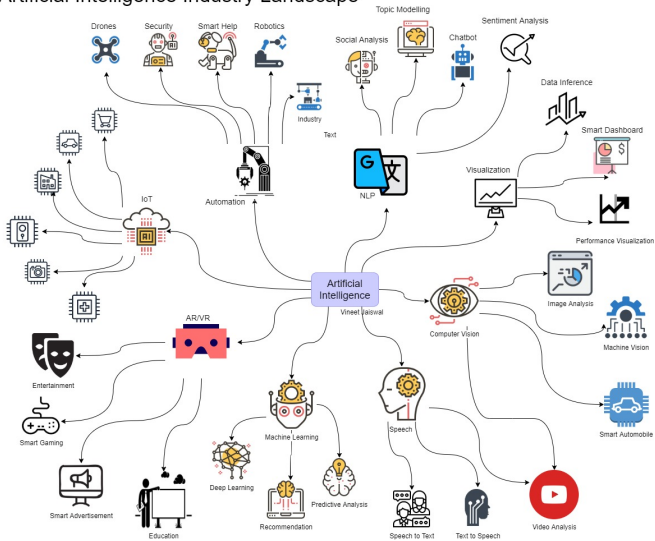 Artificial Intelligence Industry Landscape
Drones
Security
Smart Help
Robotics
Industry
Text
Automation
Topic Modelling
Sentiment Analysis
Social Analysis
Chatbot
G
文
NLP
Data Inference
Smart Dashboard
$
Visualization
Performance Visualization
IoT
AI
AI
Artificial
Intelligence
Vineet Jaiswal
Computer Vision
Image Analysis
Machine Vision
Smart Automobile
AR/VR
Entertainment
Smart Gaming
Smart Advertisement
Education
Machine Learning
Deep Learning
Recommendation
Predictive Analysis
Speech
Speech to Text
Text to Speech
Video Analysis